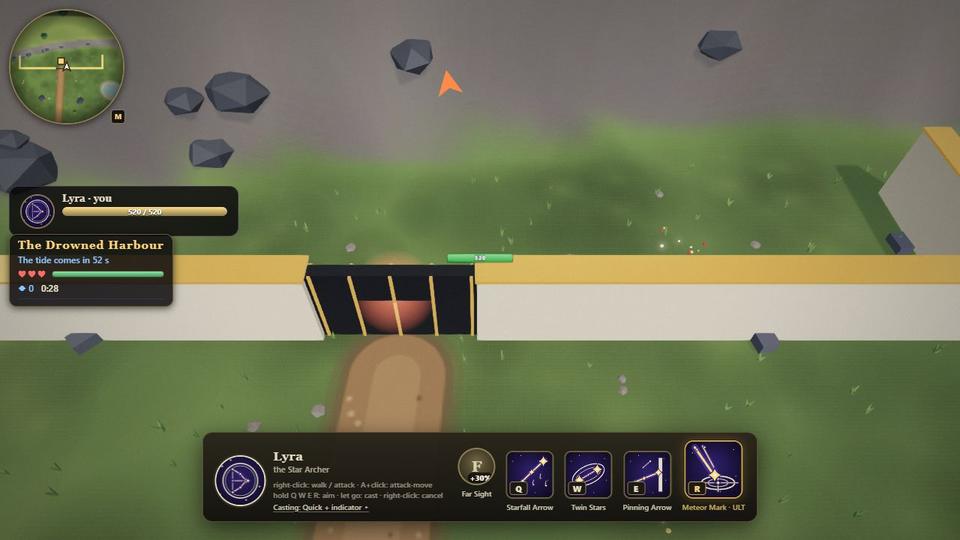 M
Lyra · you
520 / 520
The Drowned Harbour
The tide comes in 52 s
0 0:28
520
Lyra
the Star Archer
right-click: walk / attack · A+click: attack-move
hold Q W E R: aim · let go: cast · right-click: cancel
Casting: Quick + indicator
F
+30%
Far Sight
Q
Starfall Arrow
W
Twin Stars
E
Pinning Arrow
R
Meteor Mark · ULT